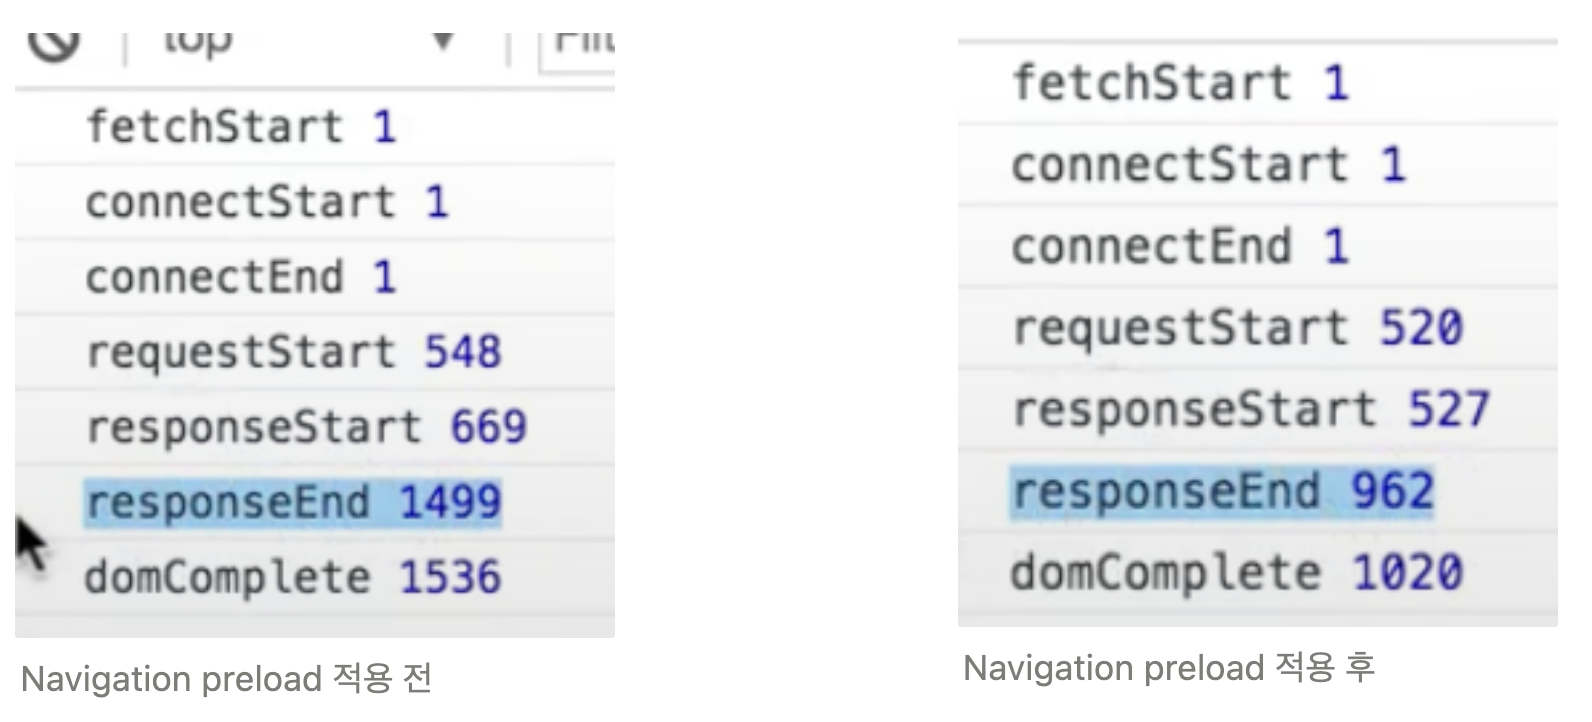 top
fetchStart 1
connectStart 1
connectEnd 1
requestStart 548
responseStart 669
responseEnd 1499
domComplete 1536
Navigation preload 적용 전
fetchStart 1
connectStart 1
connectEnd 1
requestStart 520
responseStart 527
responseEnd 962
domComplete 1020
Navigation preload 적용 후